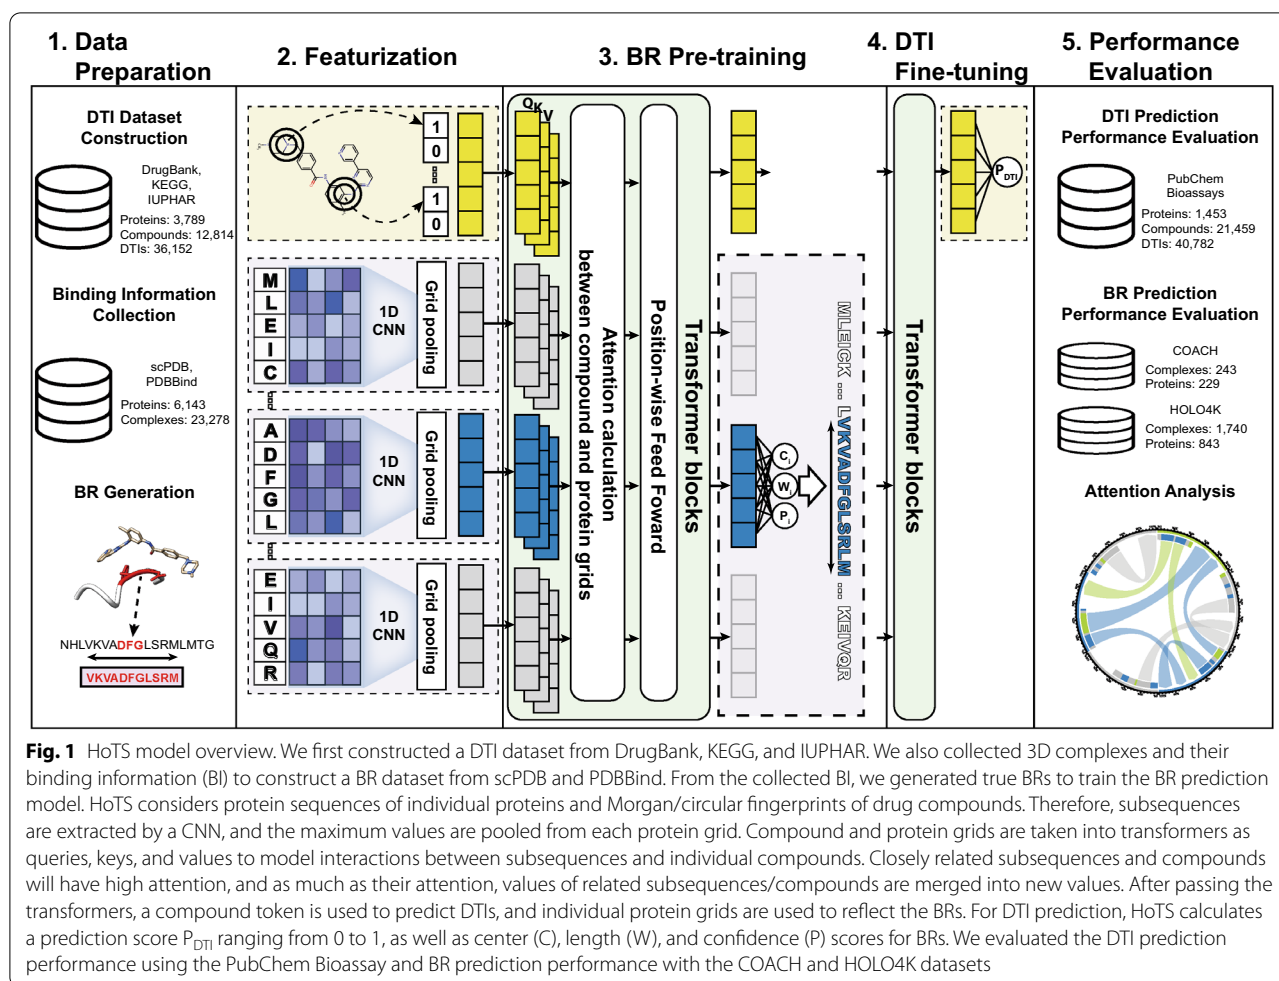 1. Data
Preparation
2. Featurization
3. BR Pre-training
4. DTI
Fine-tuning
5. Performance
Evaluation
DTI Dataset
Construction
DrugBank,
KEGG,
IUPHAR
Proteins: 3,789
Compounds: 12,814
DTIs: 36,152
Binding Information
Collection
scPDB,
PDBBind
Proteins: 6,143
Complexes: 23,278
BR Generation
NHLVKVADFGLSRMLMTG
VKVADFGLSRM
1
0
1
0
M
L
E
I
C
1D
CNN
Grid pooling
A
D
F
G
L
1D
CNN
Grid pooling
E
I
V
Q
R
1D
CNN
Grid pooling
Q
K
V
Attention calculation
between compound and protein grids
Position-wise Feed Foward
Transformer blocks
Ci
Wi
Pi
MLEICK ... LVKVADFGLSRLM ... KEIVQR
Transformer blocks
PDTI
DTI Prediction
Performance Evaluation
PubChem
Bioassays
Proteins: 1,453
Compounds: 21,459
DTIs: 40,782
BR Prediction
Performance Evaluation
COACH
Complexes: 243
Proteins: 229
HOLO4K
Complexes: 1,740
Proteins: 843
Attention Analysis
Fig. 1 HoTS model overview. We first constructed a DTI dataset from DrugBank, KEGG, and IUPHAR. We also collected 3D complexes and their
binding information (BI) to construct a BR dataset from scPDB and PDBBind. From the collected BI, we generated true BRs to train the BR prediction
model. HoTS considers protein sequences of individual proteins and Morgan/circular fingerprints of drug compounds. Therefore, subsequences
are extracted by a CNN, and the maximum values are pooled from each protein grid. Compound and protein grids are taken into transformers as
queries, keys, and values to model interactions between subsequences and individual compounds. Closely related subsequences and compounds
will have high attention, and as much as their attention, values of related subsequences/compounds are merged into new values. After passing the
transformers, a compound token is used to predict DTIs, and individual protein grids are used to reflect the BRs. For DTI prediction, HoTS calculates
a prediction score PDTI ranging from 0 to 1, as well as center (C), length (W), and confidence (P) scores for BRs. We evaluated the DTI prediction
performance using the PubChem Bioassay and BR prediction performance with the COACH and HOLO4K datasets